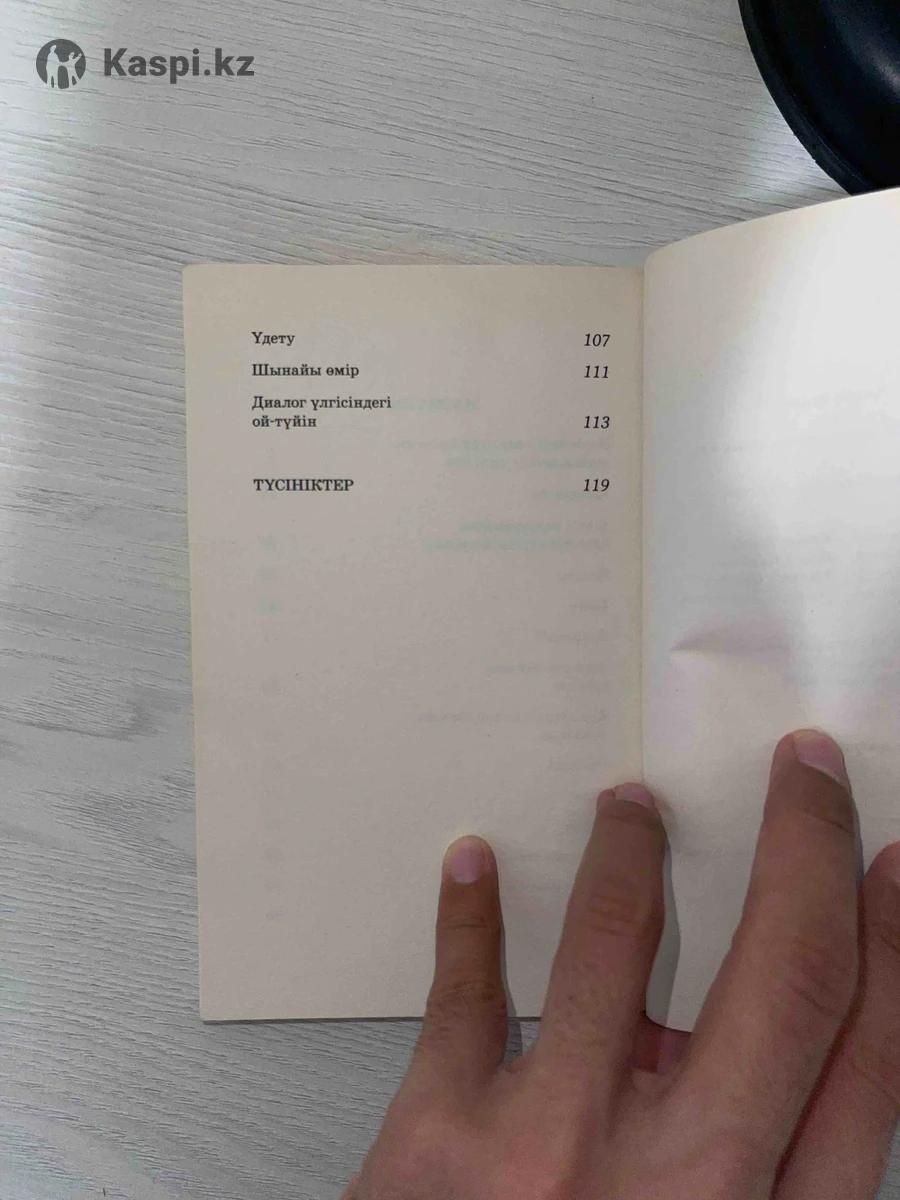 Kaspi.kz
Үдету 107
Шынайы өмір 111
Диалог үлгісіндегі
ой-түйін 113
ТҮСІНІКТЕР 119